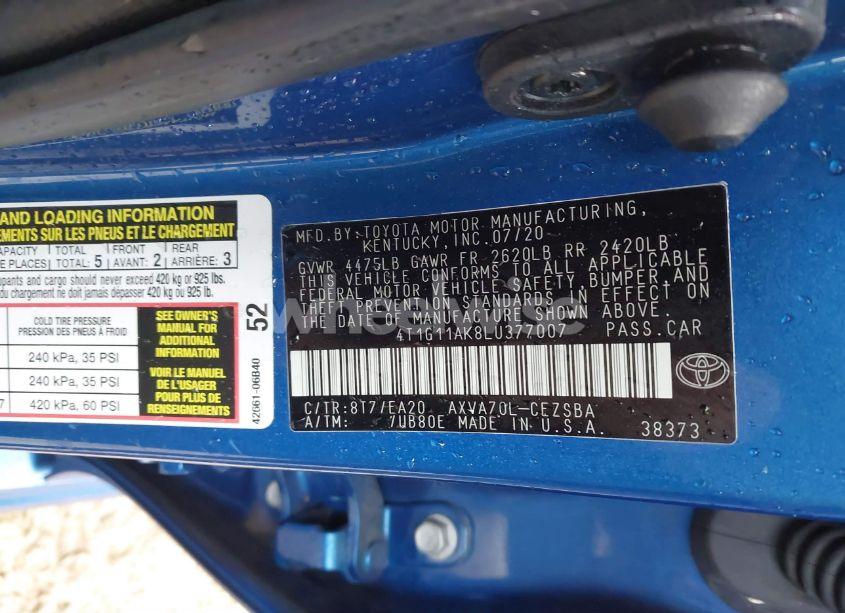 AND LOADING INFORMATION
EMENTS SUR LES PNEUS ET LE CHARGEMENT
CAPACITY TOTAL FRONT REAR
E PLACES TOTAL: 5 AVANT: 2 ARRIÈRE: 3
pants and cargo should never exceed 420 kg or 925 lbs.
du chargement ne doit jamais dépasser 420 kg ou 925 lb.
COLD TIRE PRESSURE
PRESSION DES PNEUS À FROID
240 kPa, 35 PSI
240 kPa, 35 PSI
7 420 kPa, 60 PSI
SEE OWNER'S
MANUAL FOR
ADDITIONAL
INFORMATION
VOIR LE MANUEL
DE L'USAGER
POUR PLUS DE
RENSEIGNEMENTS
52
42661-06B40
MFD.BY:TOYOTA MOTOR MANUFACTURING,
KENTUCKY,INC.07/20
GVWR 4475LB GAWR FR 2620LB RR 2420LB
THIS VEHICLE CONFORMS TO ALL APPLICABLE
FEDERAL MOTOR VEHICLE SAFETY,BUMPER,AND
THEFT PREVENTION STANDARDS IN EFFECT ON
THE DATE OF MANUFACTURE SHOWN ABOVE.
4T1G11AK8LU377007 PASS.CAR
C/TR:8T7/EA20 AXVA70L-CEZSBA
A/TM: 7UB80E MADE IN U.S.A. 38373